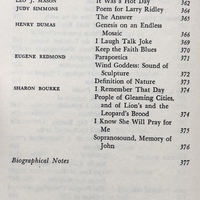 LEO J. MASON It Was a Hot Day 362
JUDY SIMMONS Poem for Larry Ridley 364
The Answer 365
HENRY DUMAS Genesis on an Endless
Mosaic 366
I Laugh Talk Joke 369
Keep the Faith Blues 370
EUGENE REDMOND Parapoetics 371
Wind Goddess: Sound of
Sculpture 372
Definition of Nature 373
SHARON BOURKE I Remember That Day 374
People of Gleaming Cities,
and of Lion's and the
Leopard's Brood 374
I Know She Will Pray for
Me 375
Sopranosound, Memory of
John 376
Biographical Notes 377